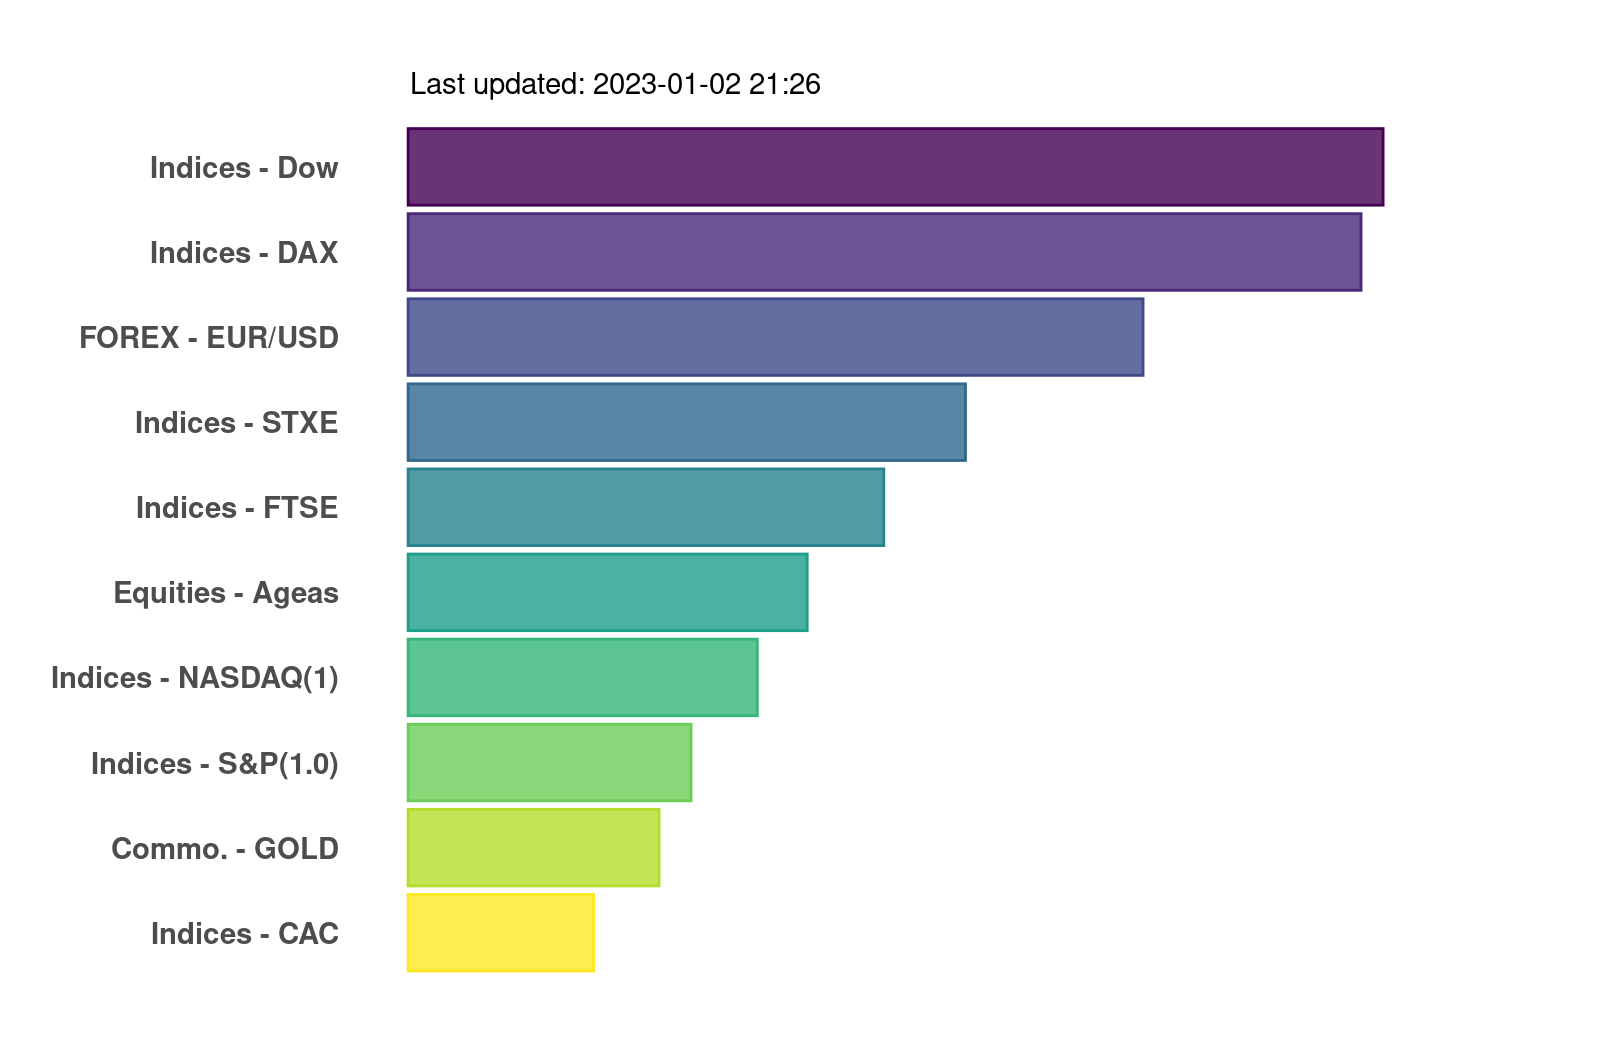 Last updated: 2023-01-02 21:26
Indices - Dow
Indices - DAX
FOREX - EUR/USD
Indices - STXE
Indices - FTSE
Equities - Ageas
Indices - NASDAQ(1)
Indices - S&P(1.0)
Commo. - GOLD
Indices - CAC